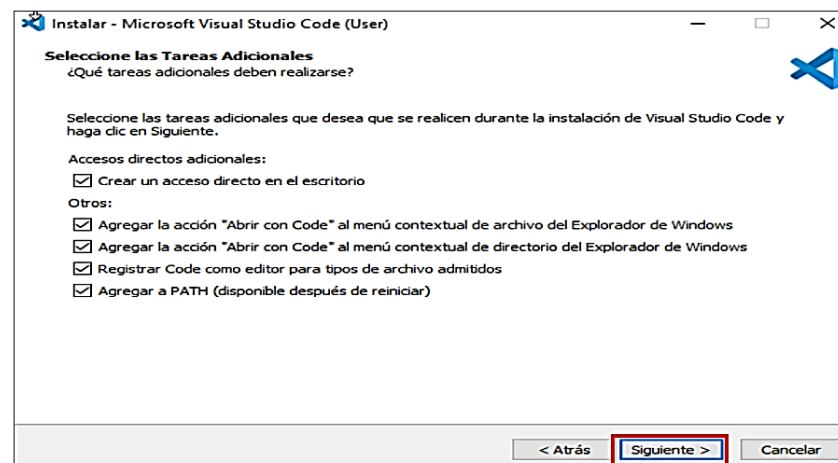 Instalar - Microsoft Visual Studio Code (User)
Seleccione las Tareas Adicionales
¿Qué tareas adicionales deben realizarse?
Seleccione las tareas adicionales que desea que se realicen durante la instalación de Visual Studio Code y
haga clic en Siguiente.
Accesos directos adicionales:
Crear un acceso directo en el escritorio
Otros:
Agregar la acción "Abrir con Code" al menú contextual de archivo del Explorador de Windows
Agregar la acción "Abrir con Code" al menú contextual de directorio del Explorador de Windows
Registrar Code como editor para tipos de archivo admitidos
Agregar a PATH (disponible después de reiniciar)
< Atrás Siguiente > Cancelar